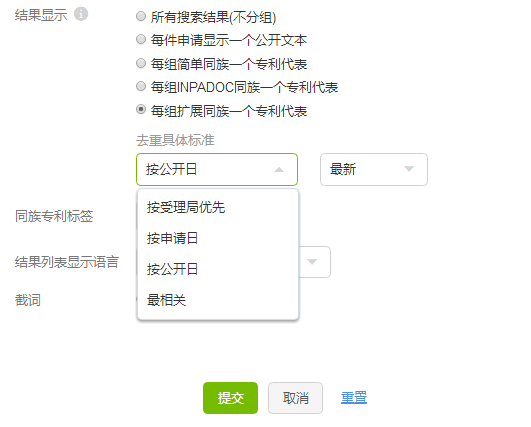 结果显示
所有搜索结果(不分组)
每件申请显示一个公开文本
每组简单同族一个专利代表
每组INPADOC同族一个专利代表
每组扩展同族一个专利代表
去重具体标准
按公开日 最新
按受理局优先
同族专利标签
按申请日
结果列表显示语言
按公开日
截词
最相关
提交 取消 重置